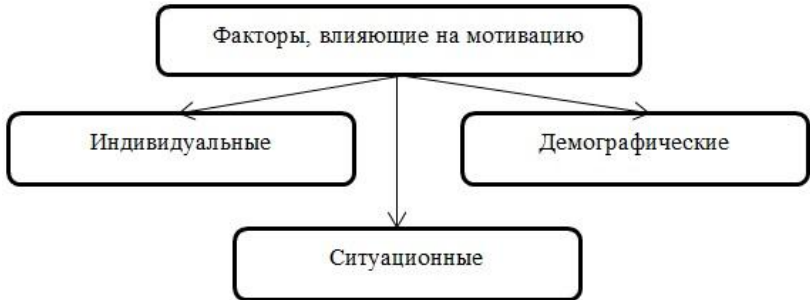 Факторы, влияющие на мотивацию
Индивидуальные
Демографические
Ситуационные